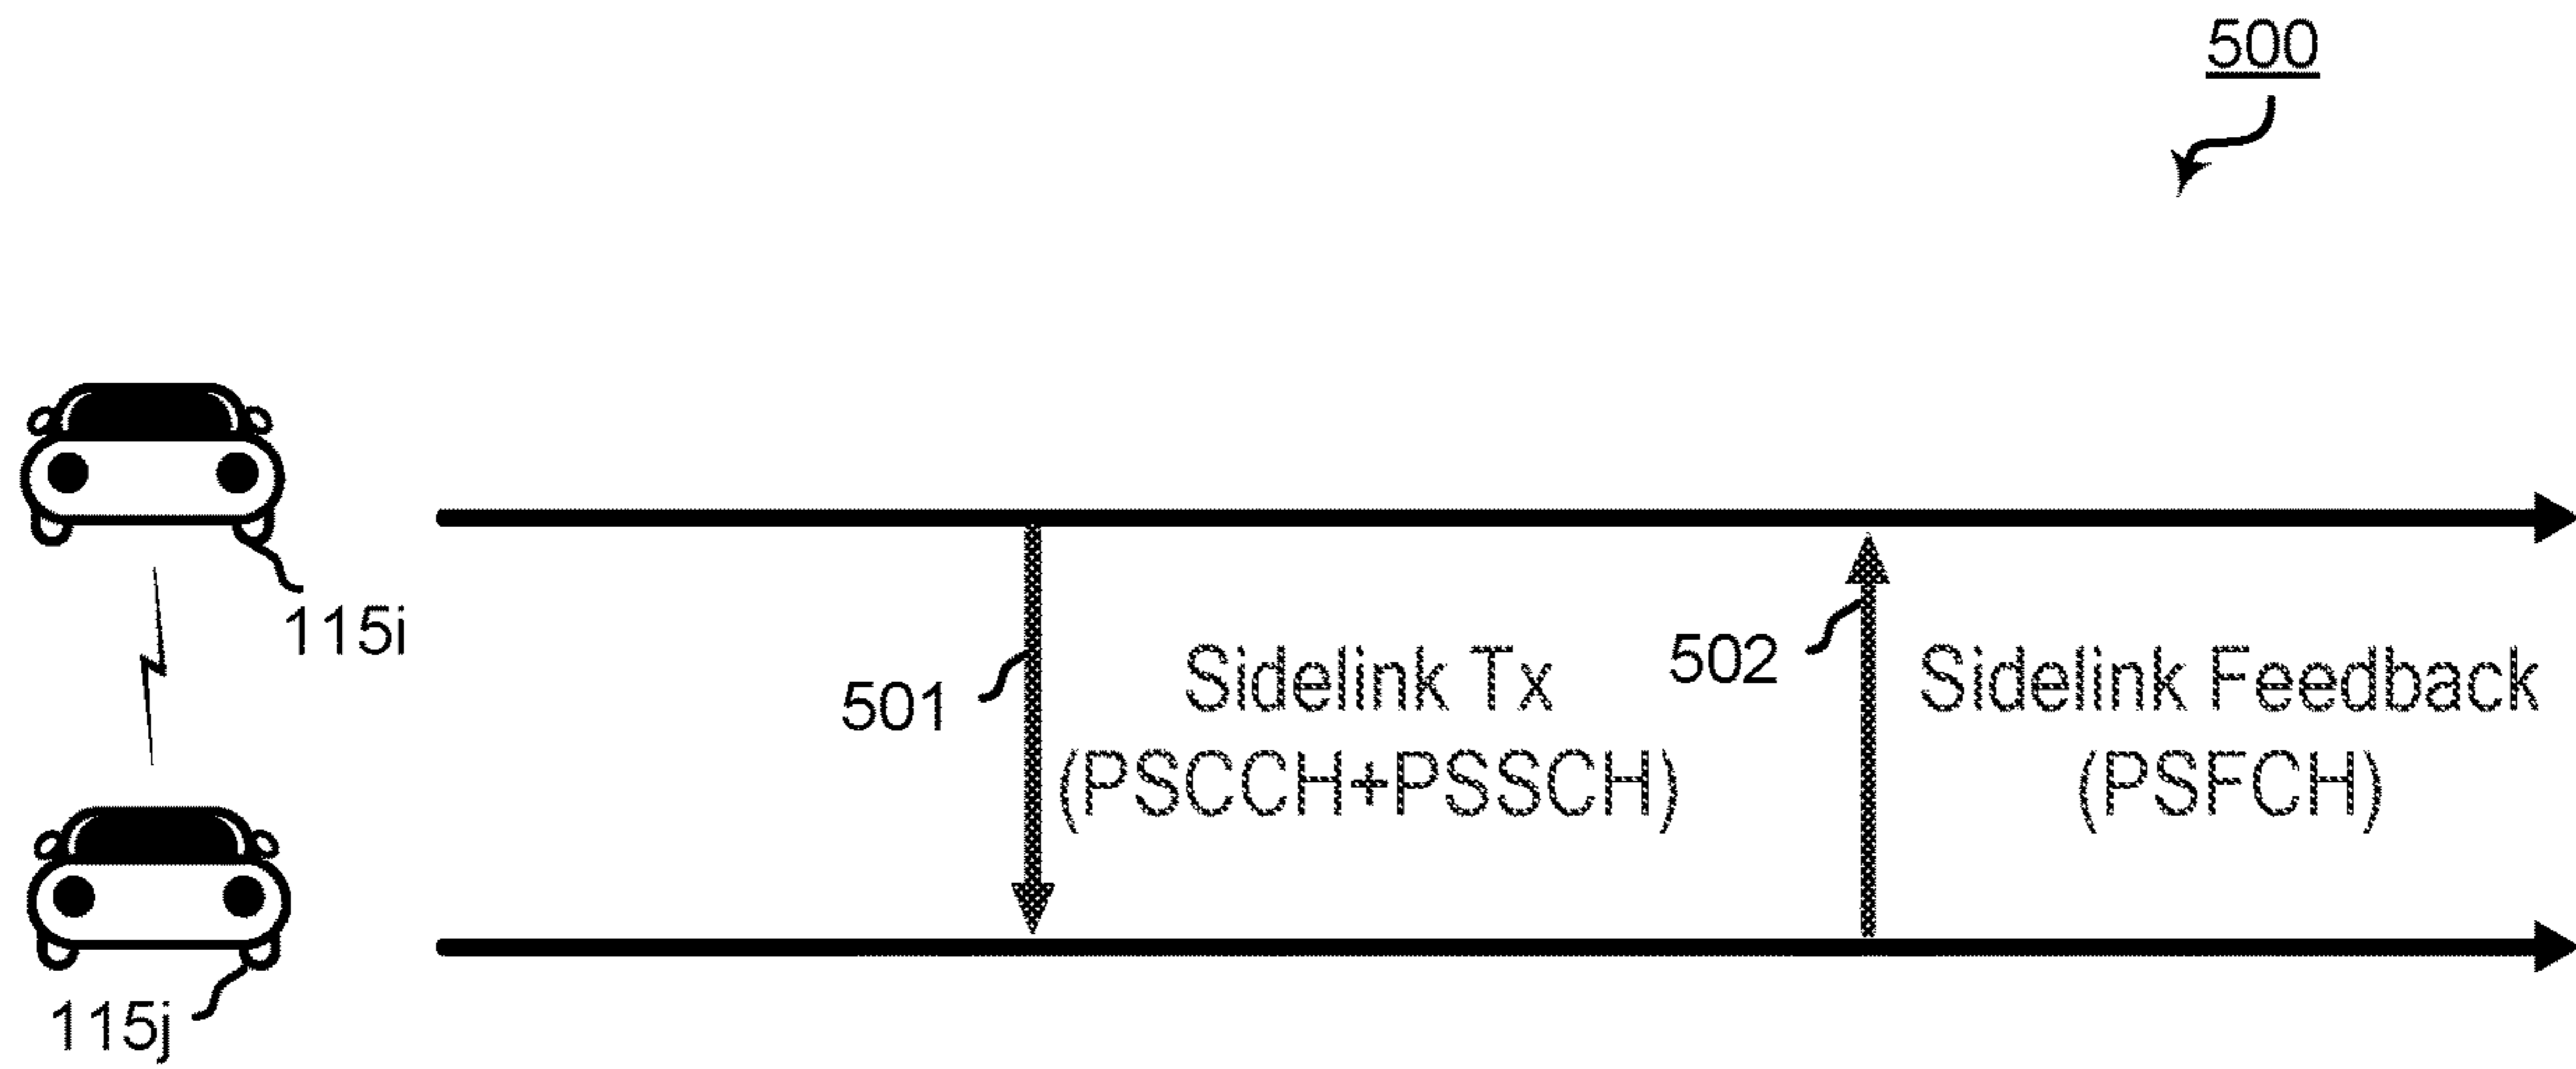 500
115i
501
Sidelink Tx
(PSCCH+PSSCH)
502
Sidelink Feedback
(PSFCH)
115j